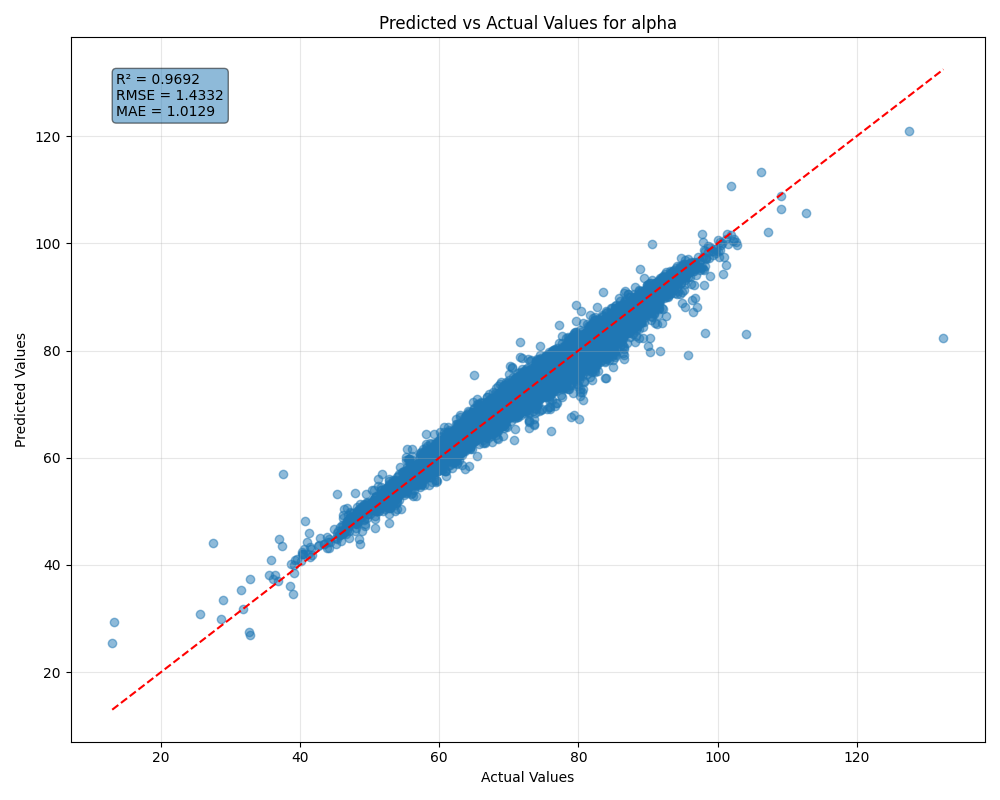 Predicted vs Actual Values for alpha
R² = 0.9692
RMSE = 1.4332
MAE = 1.0129
120
100
80
60
40
20
Predicted Values
20 40 60 80 100 120
Actual Values